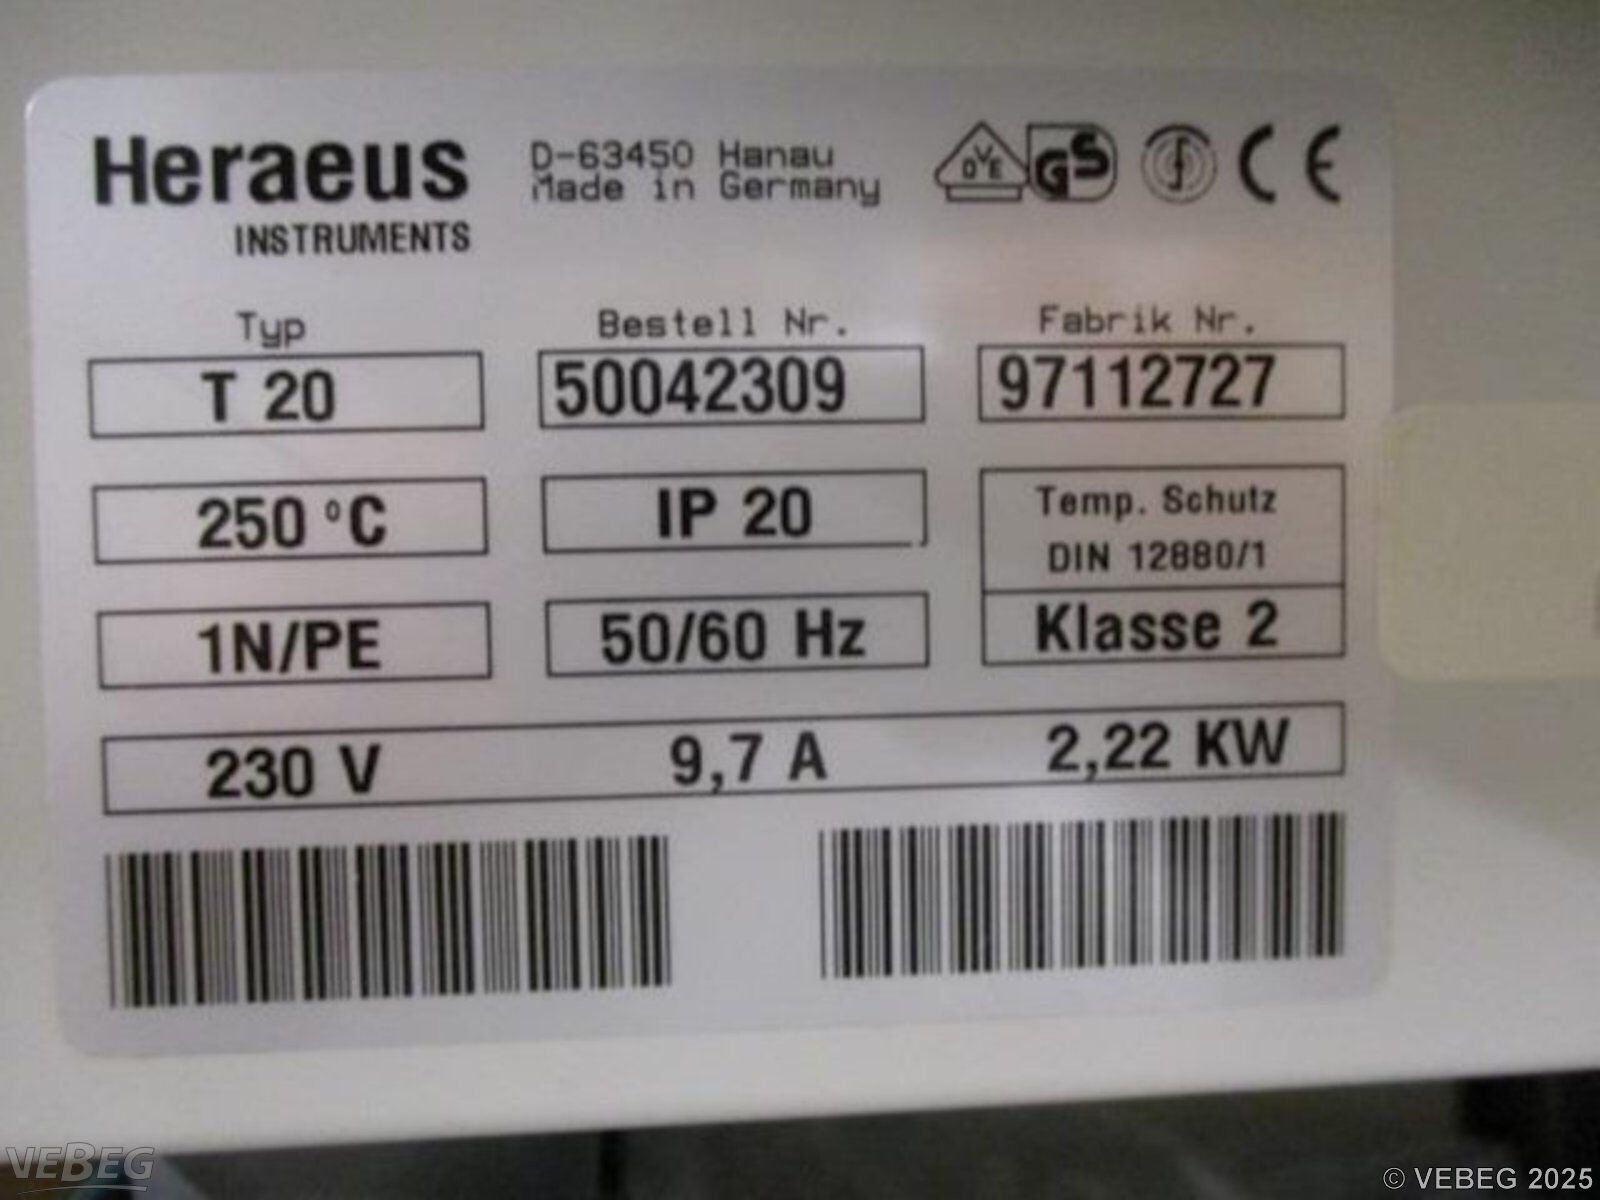 Heraeus
INSTRUMENTS
D-63450 Hanau
Made in Germany
DVE
GS
CE
Typ
Bestell Nr.
Fabrik Nr.
T 20
50042309
97112727
250 °C
IP 20
Temp. Schutz
DIN 12880/1
1N/PE
50/60 Hz
Klasse 2
230 V
9,7 A
2,22 KW
VEBEG
© VEBEG 2025